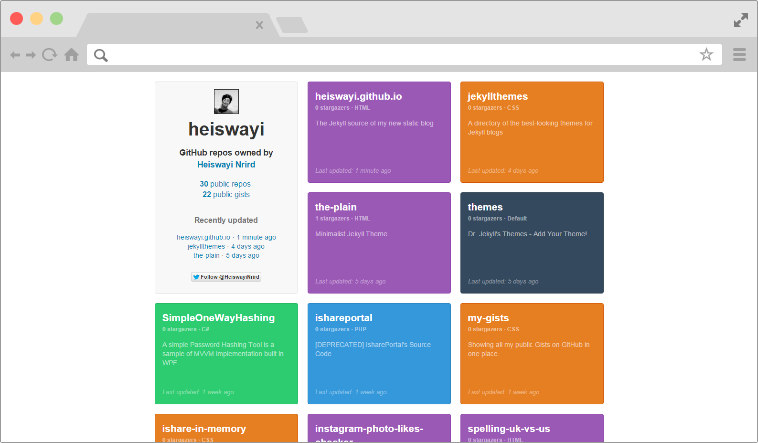 heiswayi
GitHub repos owned by
Heiswayi Nrird
30 public repos
22 public gists
Recently updated
heiswayi.github.io - 1 minute ago
jekyllthemes - 4 days ago
the-plain - 5 days ago
Follow @HeiswayiNrird
heiswayi.github.io
0 stargazers - HTML
The Jekyll source of my new static blog
Last updated: 1 minute ago
jekyllthemes
0 stargazers - CSS
A directory of the best-looking themes for
Jekyll blogs
Last updated: 4 days ago
the-plain
1 stargazers - HTML
Minimalist Jekyll Theme
Last updated: 5 days ago
themes
0 stargazers - Default
Dr. Jekyll's Themes - Add Your Theme!
Last updated: 5 days ago
SimpleOneWayHashing
0 stargazers - C#
A simple Password Hashing Tool is a
sample of MVVM implementation built in
WPF
Last updated: 1 week ago
ishareportal
0 stargazers - PHP
[DEPRECATED] IsharePortal's Source
Code
Last updated: 1 week ago
my-gists
0 stargazers - CSS
Showing all my public Gists on GitHub in
one place.
Last updated: 1 week ago
ishare-in-memory
0 stargazers - CSS
instagram-photo-likes-
checker
spelling-uk-vs-us
0 stargazers - HTML